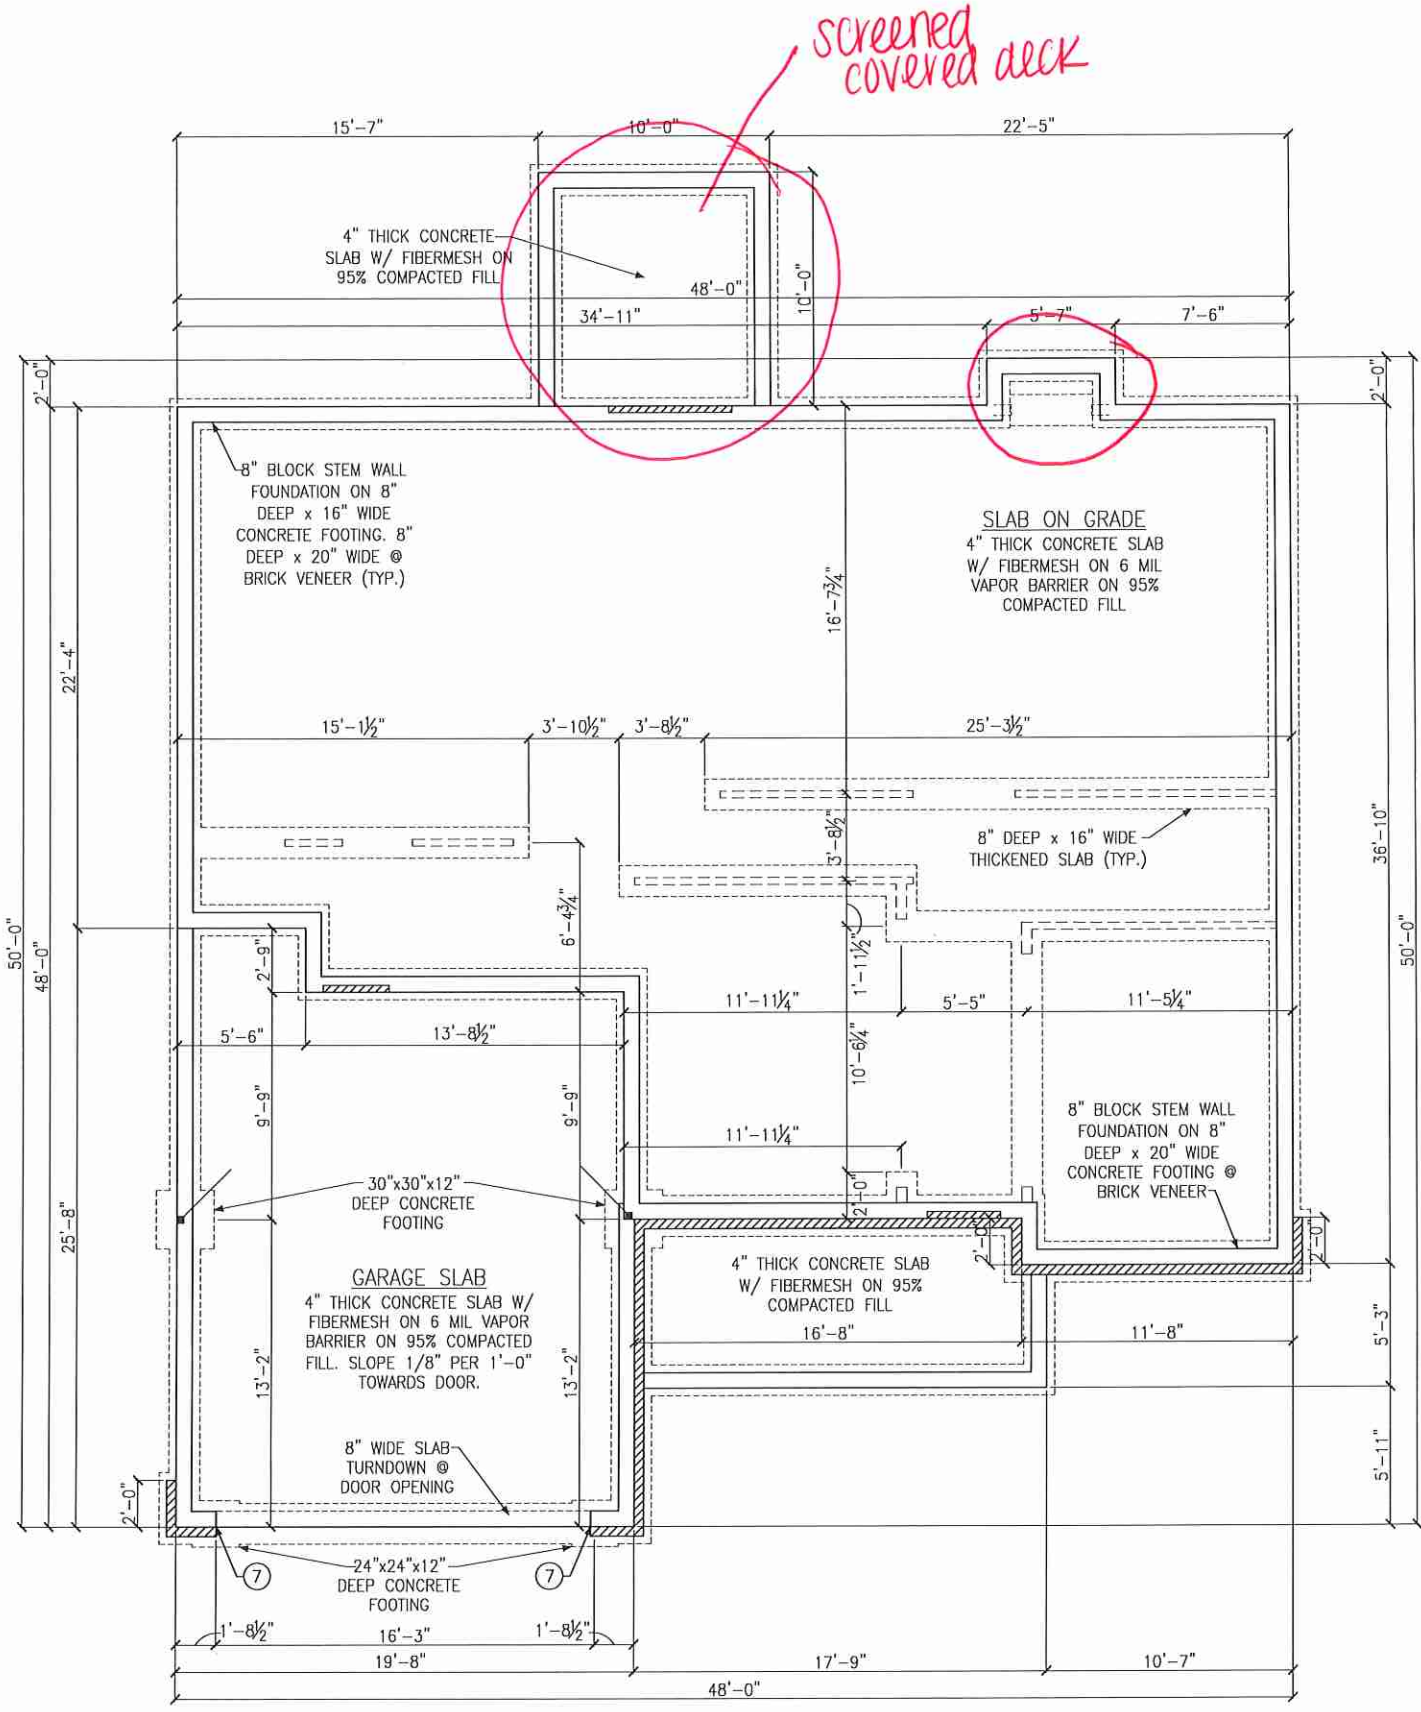 screened
covered deck
15'-7"
10'-0"
22'-5"
4" THICK CONCRETE
SLAB W/ FIBERMESH ON
95% COMPACTED FILL
10'-0"
48'-0"
34'-11"
5'-7"
7'-6"
2'-0"
2'-0"
8" BLOCK STEM WALL
FOUNDATION ON 8"
DEEP x 16" WIDE
CONCRETE FOOTING. 8"
DEEP x 20" WIDE @
BRICK VENEER (TYP.)
SLAB ON GRADE
4" THICK CONCRETE SLAB
W/ FIBERMESH ON 6 MIL
VAPOR BARRIER ON 95%
COMPACTED FILL
16'-7¾"
22'-4"
15'-1½"
3'-10½"
3'-8½"
25'-3½"
3'-8½"
8" DEEP x 16" WIDE
THICKENED SLAB (TYP.)
36'-10"
50'-0"
48'-0"
50'-0"
6'-4¾"
2'-9"
1'-11½"
11'-11¼"
5'-5"
11'-5¼"
5'-6"
13'-8½"
10'-6¼"
9'-9"
9'-9"
11'-11¼"
8" BLOCK STEM WALL
FOUNDATION ON 8"
DEEP x 20" WIDE
CONCRETE FOOTING @
BRICK VENEER
30"x30"x12"
DEEP CONCRETE
FOOTING
2'-0"
2'-0"
2'-0"
25'-8"
GARAGE SLAB
4" THICK CONCRETE SLAB W/
FIBERMESH ON 6 MIL VAPOR
BARRIER ON 95% COMPACTED
FILL. SLOPE 1/8" PER 1'-0"
TOWARDS DOOR.
4" THICK CONCRETE SLAB
W/ FIBERMESH ON 95%
COMPACTED FILL
16'-8"
11'-8"
5'-3"
13'-2"
13'-2"
8" WIDE SLAB
TURNDOWN @
DOOR OPENING
5'-11"
2'-0"
7
24"x24"x12"
DEEP CONCRETE
FOOTING
7
1'-8½"
16'-3"
1'-8½"
19'-8"
17'-9"
10'-7"
48'-0"